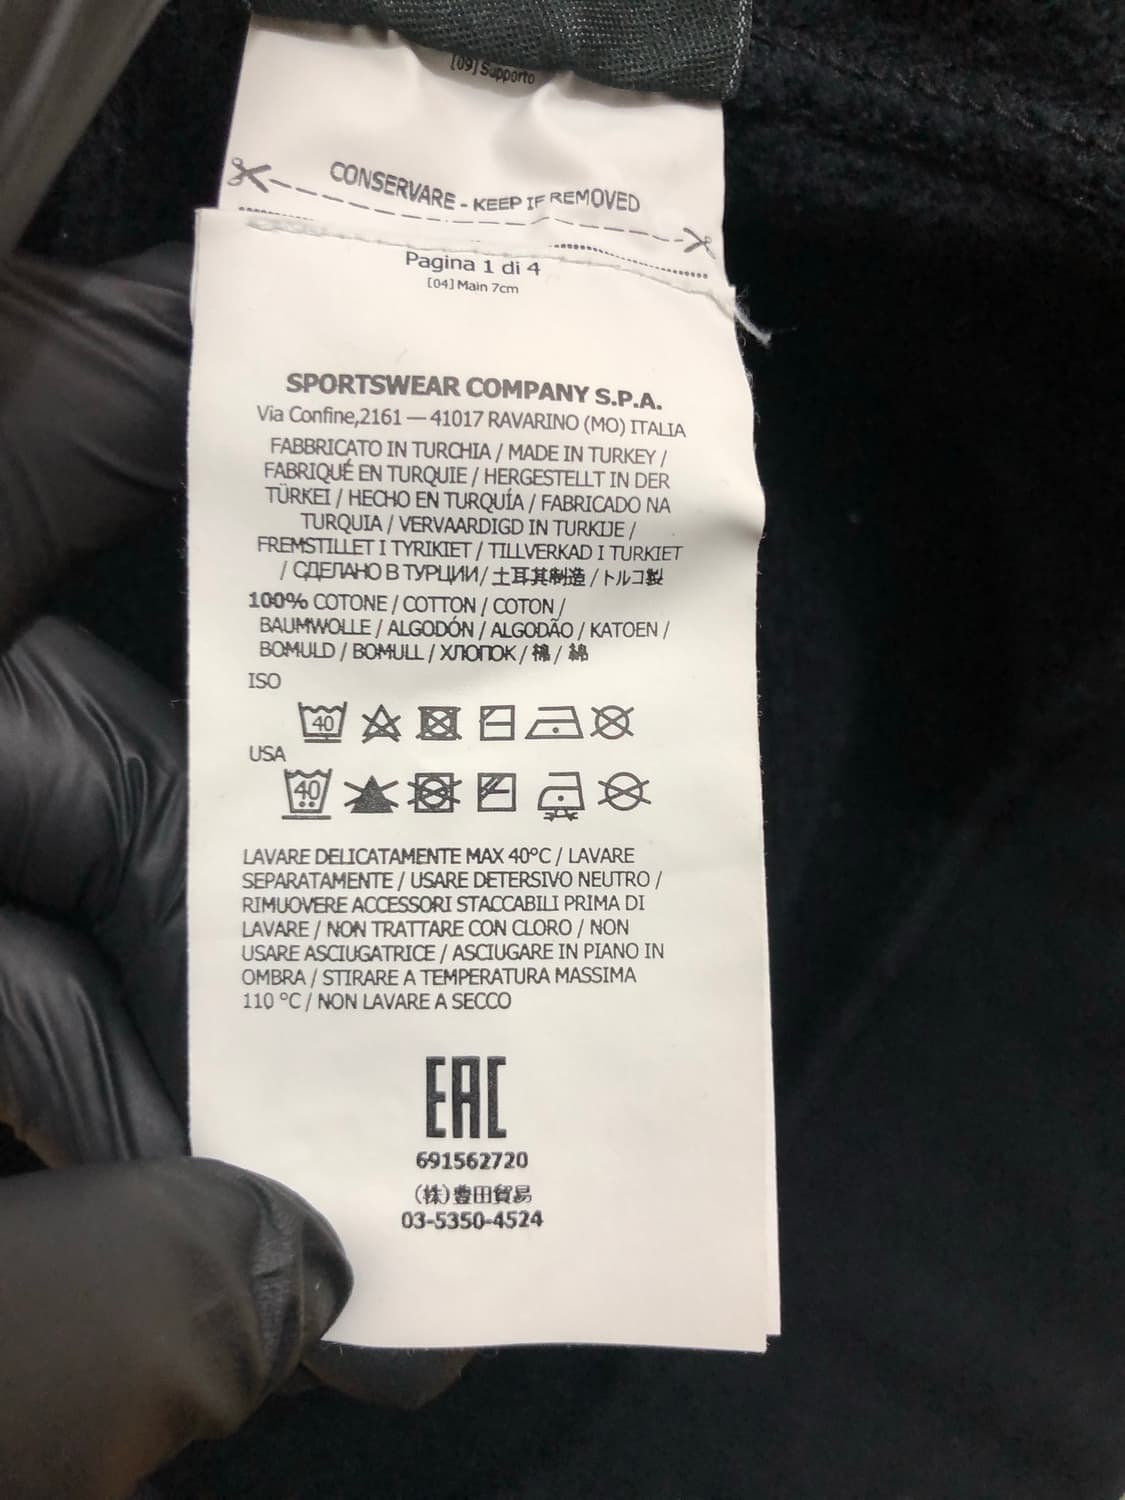 [09] Supporto
CONSERVARE - KEEP IF REMOVED
Pagina 1 di 4
[04] Main 7cm
SPORTSWEAR COMPANY S.P.A.
Via Confine,2161 — 41017 RAVARINO (MO) ITALIA
FABBRICATO IN TURCHIA / MADE IN TURKEY /
FABRIQUÉ EN TURQUIE / HERGESTELLT IN DER
TÜRKEI / HECHO EN TURQUÍA / FABRICADO NA
TURQUIA / VERVAARDIGD IN TURKIJE /
FREMSTILLET I TYRIKIET / TILLVERKAD I TURKIET
/ СДЕЛАНО В ТУРЦИИ / 土耳其制造 / トルコ製
100% COTONE / COTTON / COTON /
BAUMWOLLE / ALGODÓN / ALGODÃO / KATOEN /
BOMULD / BOMULL / ХЛОПОК / 棉 / 綿
ISO
40
USA
40
LAVARE DELICATAMENTE MAX 40°C / LAVARE
SEPARATAMENTE / USARE DETERSIVO NEUTRO /
RIMUOVERE ACCESSORI STACCABILI PRIMA DI
LAVARE / NON TRATTARE CON CLORO / NON
USARE ASCIUGATRICE / ASCIUGARE IN PIANO IN
OMBRA / STIRARE A TEMPERATURA MASSIMA
110 °C / NON LAVARE A SECCO
EAC
691562720
(株)豊田貿易
03-5350-4524